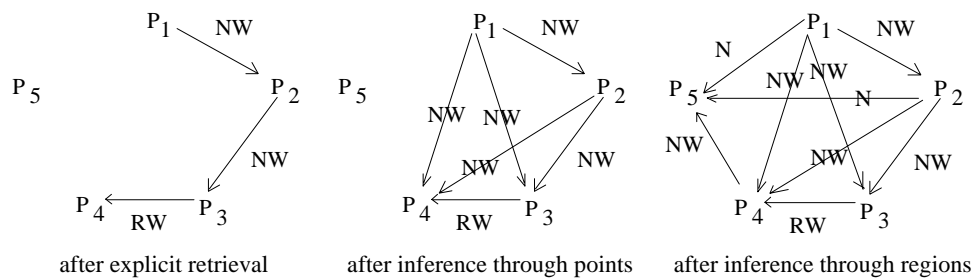 P1 NW
P5
P2
NW
P4 P3
RW
after explicit retrieval
P1 NW
P5
P2
NW NW
NW NW
P4 P3
RW
after inference through points
P1
N NW
NW NW
P5 P2
N
NW NW NW
P4 P3
RW
after inference through regions